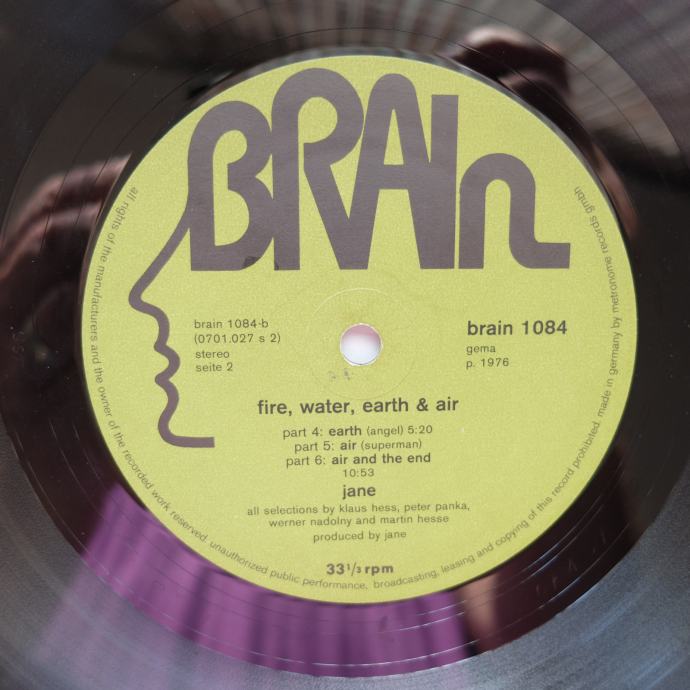 BRAIn
brain 1084-b
(0701.027 s 2)
stereo
seite 2
brain 1084
gema
p. 1976
fire, water, earth & air
part 4: earth (angel) 5:20
part 5: air (superman)
part 6: air and the end
10:53
jane
all selections by klaus hess, peter panka,
werner nadolny and martin hesse
produced by jane
33 1/3 rpm
all rights of the manufacturers and the owner of the recorded work reserved. unauthorized public performance, broadcasting, leasing and copying of this record prohibited. made in germany by metronome records gmbh